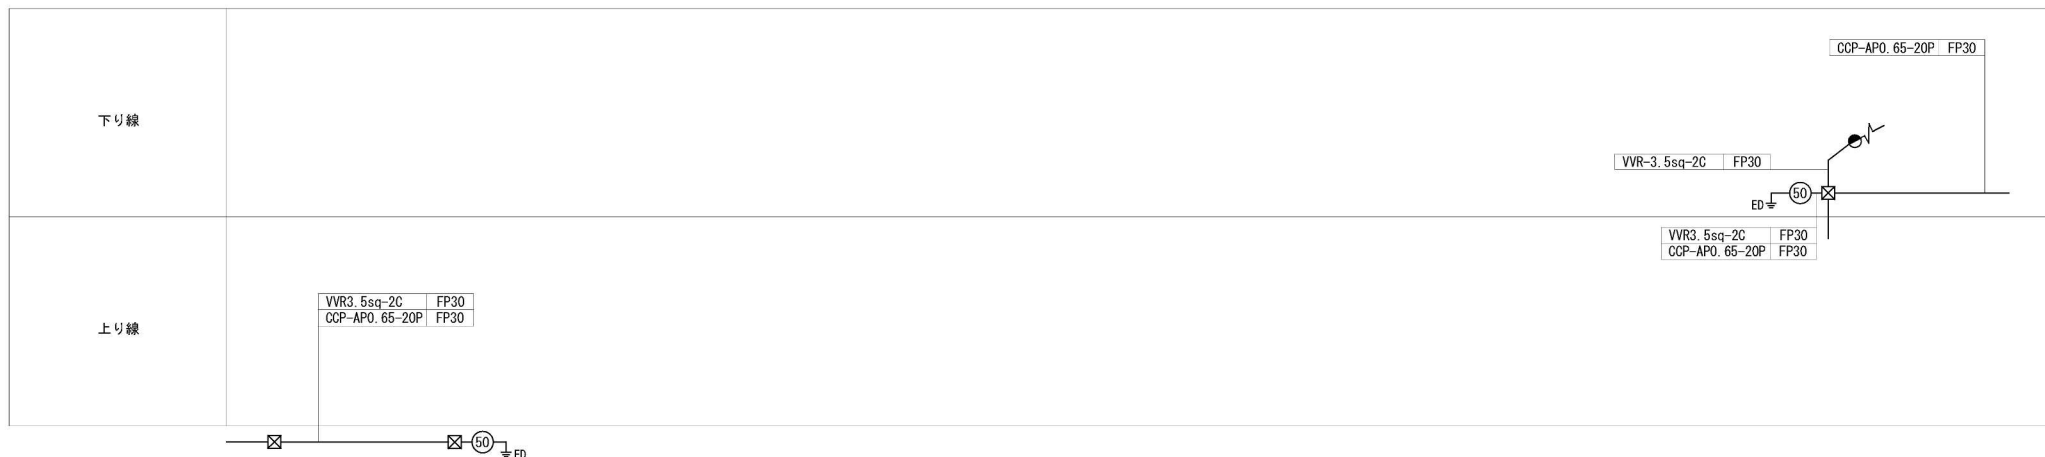 CCP-AP0.65-20P FP30
下り線
VVR-3.5sq-2C FP30
50
ED
VVR3.5sq-2C FP30
CCP-AP0.65-20P FP30
VVR3.5sq-2C FP30
CCP-AP0.65-20P FP30
上り線
50
ED